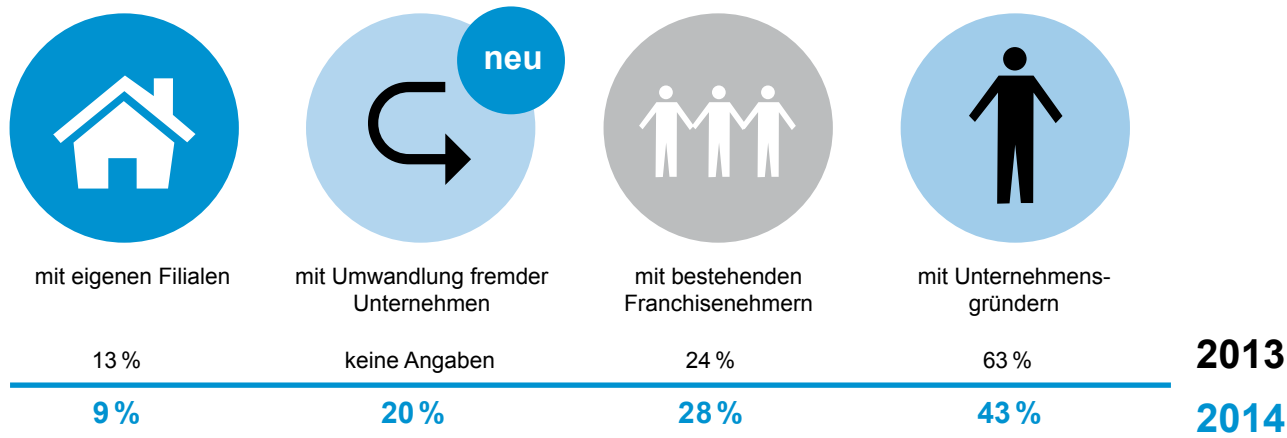 neu
mit eigenen Filialen
mit Umwandlung fremder
Unternehmen
mit bestehenden
Franchisenehmern
mit Unternehmens-
gründern
13 % keine Angaben 24 % 63 % 2013
9 % 20 % 28 % 43 % 2014